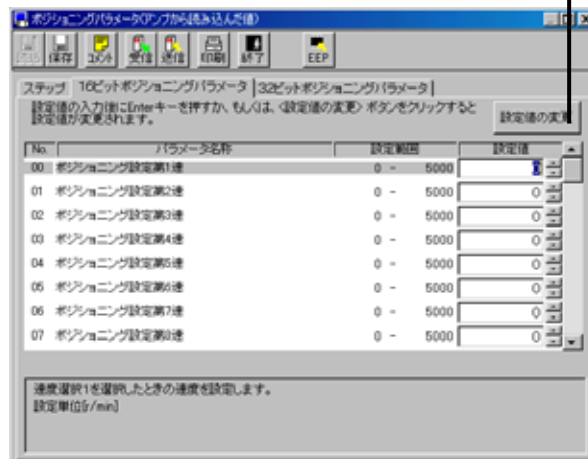 ポジショニングパラメータ(アンプから読み込んだ値)
保存 コメント 受信 送信 印刷 終了 EEP
ステップ 16ビットポジショニングパラメータ 32ビットポジショニングパラメータ
設定値の入力後にEnterキーを押すか、もしくは、<設定値の変更> ボタンをクリックすると
設定値が変更されます。
設定値の変更
No. パラメータ名称 設定範囲 設定値
00 ポジショニング設定第1速 0 - 5000 0
01 ポジショニング設定第2速 0 - 5000 0
02 ポジショニング設定第3速 0 - 5000 0
03 ポジショニング設定第4速 0 - 5000 0
04 ポジショニング設定第5速 0 - 5000 0
05 ポジショニング設定第6速 0 - 5000 0
06 ポジショニング設定第7速 0 - 5000 0
07 ポジショニング設定第8速 0 - 5000 0
速度選択1を選択したときの速度を設定します。
設定単位[r/min]